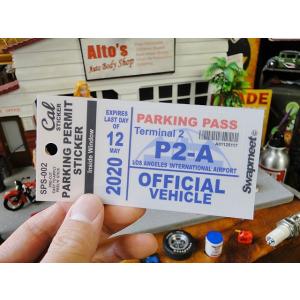 Alto's
Auto Body Shop
Cal
STICKER
PARKING PERMIT
STICKER
SPS-002
Inside Window
EXPIRES
LAST DAY
OF
12
MAY
2020
PARKING PASS
Terminal 2
P2-A
LOS ANGELES INTERNATIONAL AIRPORT
OFFICIAL
VEHICLE
Swapmeet